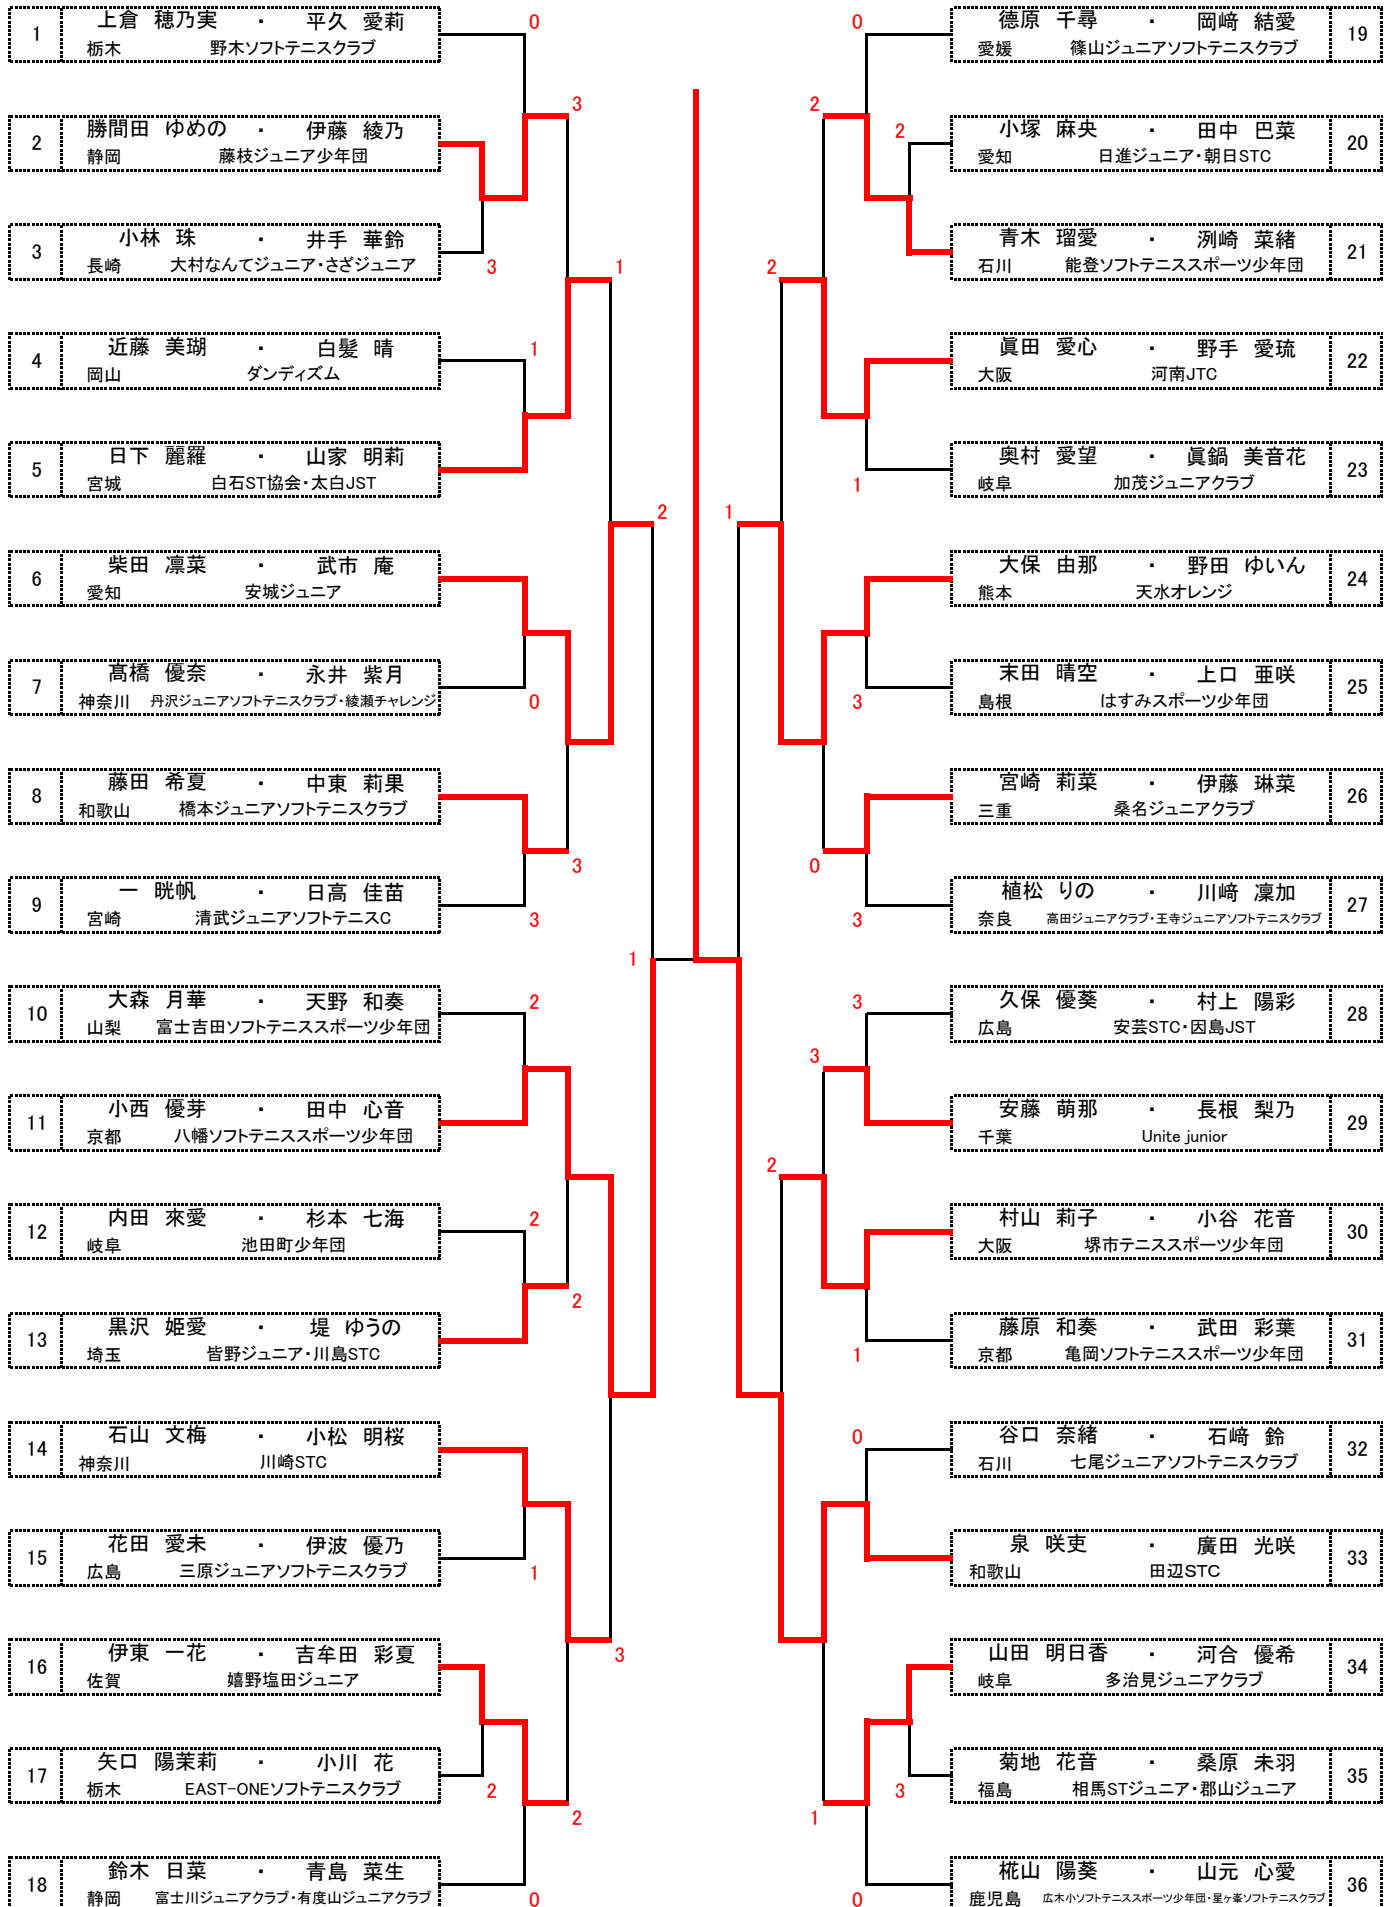 1 上倉 穂乃実 ・ 平久 愛莉
栃木 野木ソフトテニスクラブ
0
2 勝間田 ゆめの ・ 伊藤 綾乃
静岡 藤枝ジュニア少年団
3
3 小林 珠 ・ 井手 華鈴
長崎 大村なんてジュニア・さざジュニア
3
1
4 近藤 美瑚 ・ 白髪 晴
岡山 ダンディズム
1
5 日下 麗羅 ・ 山家 明莉
宮城 白石ST協会・太白JST
2
6 柴田 凛菜 ・ 武市 庵
愛知 安城ジュニア
7 髙橋 優奈 ・ 永井 紫月
神奈川 丹沢ジュニアソフトテニスクラブ・綾瀬チャレンジ
0
8 藤田 希夏 ・ 中東 莉果
和歌山 橋本ジュニアソフトテニスクラブ
3
9 一 晄帆 ・ 日高 佳苗
宮崎 清武ジュニアソフトテニスC
3
1
10 大森 月華 ・ 天野 和奏
山梨 富士吉田ソフトテニススポーツ少年団
2
11 小西 優芽 ・ 田中 心音
京都 八幡ソフトテニススポーツ少年団
12 内田 來愛 ・ 杉本 七海
岐阜 池田町少年団
2
2
13 黒沢 姫愛 ・ 堤 ゆうの
埼玉 皆野ジュニア・川島STC
14 石山 文梅 ・ 小松 明桜
神奈川 川崎STC
15 花田 愛未 ・ 伊波 優乃
広島 三原ジュニアソフトテニスクラブ
1
16 伊東 一花 ・ 吉牟田 彩夏
佐賀 嬉野塩田ジュニア
3
17 矢口 陽茉莉 ・ 小川 花
栃木 EAST-ONEソフトテニスクラブ
2
2
18 鈴木 日菜 ・ 青島 菜生
静岡 富士川ジュニアクラブ・有度山ジュニアクラブ
0
0
德原 千尋 ・ 岡﨑 結愛 19
愛媛 篠山ジュニアソフトテニスクラブ
2
2
小塚 麻央 ・ 田中 巴菜 20
愛知 日進ジュニア・朝日STC
青木 瑠愛 ・ 洌崎 菜緒 21
石川 能登ソフトテニススポーツ少年団
2
眞田 愛心 ・ 野手 愛琉 22
大阪 河南JTC
奥村 愛望 ・ 眞鍋 美音花 23
岐阜 加茂ジュニアクラブ
1
1
大保 由那 ・ 野田 ゆいん 24
熊本 天水オレンジ
末田 晴空 ・ 上口 亜咲 25
島根 はすみスポーツ少年団
3
宮崎 莉菜 ・ 伊藤 琳菜 26
三重 桑名ジュニアクラブ
0
植松 りの ・ 川﨑 凜加 27
奈良 高田ジュニアクラブ・王寺ジュニアソフトテニスクラブ
3
久保 優葵 ・ 村上 陽彩 28
広島 安芸STC・因島JST
3
3
安藤 萌那 ・ 長根 梨乃 29
千葉 Unite junior
2
村山 莉子 ・ 小谷 花音 30
大阪 堺市テニススポーツ少年団
1
藤原 和奏 ・ 武田 彩葉 31
京都 亀岡ソフトテニススポーツ少年団
1
0
谷口 奈緒 ・ 石﨑 鈴 32
石川 七尾ジュニアソフトテニスクラブ
泉 咲吏 ・ 廣田 光咲 33
和歌山 田辺STC
山田 明日香 ・ 河合 優希 34
岐阜 多治見ジュニアクラブ
菊地 花音 ・ 桑原 未羽 35
福島 相馬STジュニア・郡山ジュニア
3
1
椛山 陽葵 ・ 山元 心愛 36
鹿児島 広木小ソフトテニススポーツ少年団・星ヶ峯ソフトテニスクラブ
0